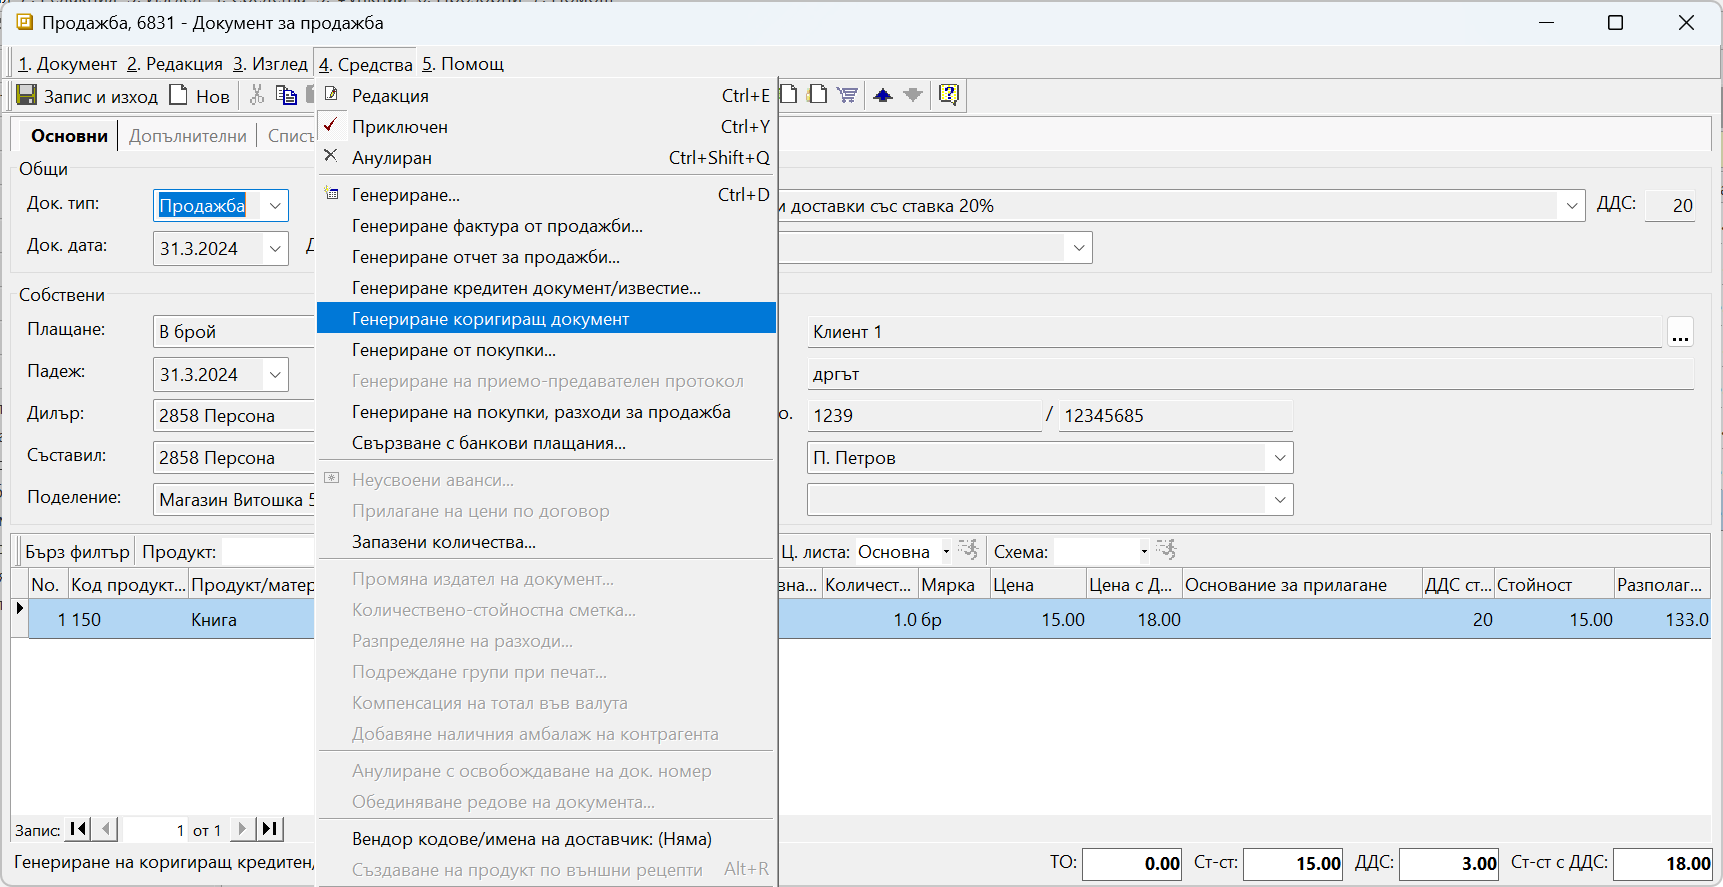 Продажба, 6831 - Документ за продажба
1. Документ 2. Редакция 3. Изглед 4. Средства 5. Помощ
Запис и изход Нов
Основни Допълнителни
Общи
Док. тип: Продажба
и доставки със ставка 20% ДДС: 20
Док. дата: 31.3.2024
Собствени
Плащане: В брой
Клиент 1 ...
Падеж: 31.3.2024
дргът
Дилър: 2858 Персона
1239 / 12345685
Съставил: 2858 Персона
П. Петров
Поделение: Магазин Витошка 5
Редакция Ctrl+E
Приключен Ctrl+Y
Анулиран Ctrl+Shift+Q
Генериране... Ctrl+D
Генериране фактура от продажби...
Генериране отчет за продажби...
Генериране кредитен документ/известие...
Генериране коригиращ документ
Генериране от покупки...
Генериране на приемо-предавателен протокол
Генериране на покупки, разходи за продажба
Свързване с банкови плащания...
Неусвоени аванси...
Прилагане на цени по договор
Запазени количества...
Промяна издател на документ...
Количествено-стойностна сметка...
Разпределяне на разходи...
Подреждане групи при печат...
Компенсация на тотал във валута
Добавяне наличния амбалаж на контрагента
Анулиране с освобождаване на док. номер
Обединяване редове на документа...
Вендор кодове/имена на доставчик: (Няма)
Създаване на продукт по външни рецепти Alt+R
Бърз филтър Продукт: Ц. листа: Основна Схема:
No. Код продукт... Продукт/матер вна... Количест... Мярка Цена Цена с Д... Основание за прилагане ДДС ст... Стойност Разполаг...
1 150 Книга 1.0 бр 15.00 18.00 20 15.00 133.0
Запис: 1 от 1
Генериране на коригиращ кредитен/
ТО: 0.00 Ст-ст: 15.00 ДДС: 3.00 Ст-ст с ДДС: 18.00